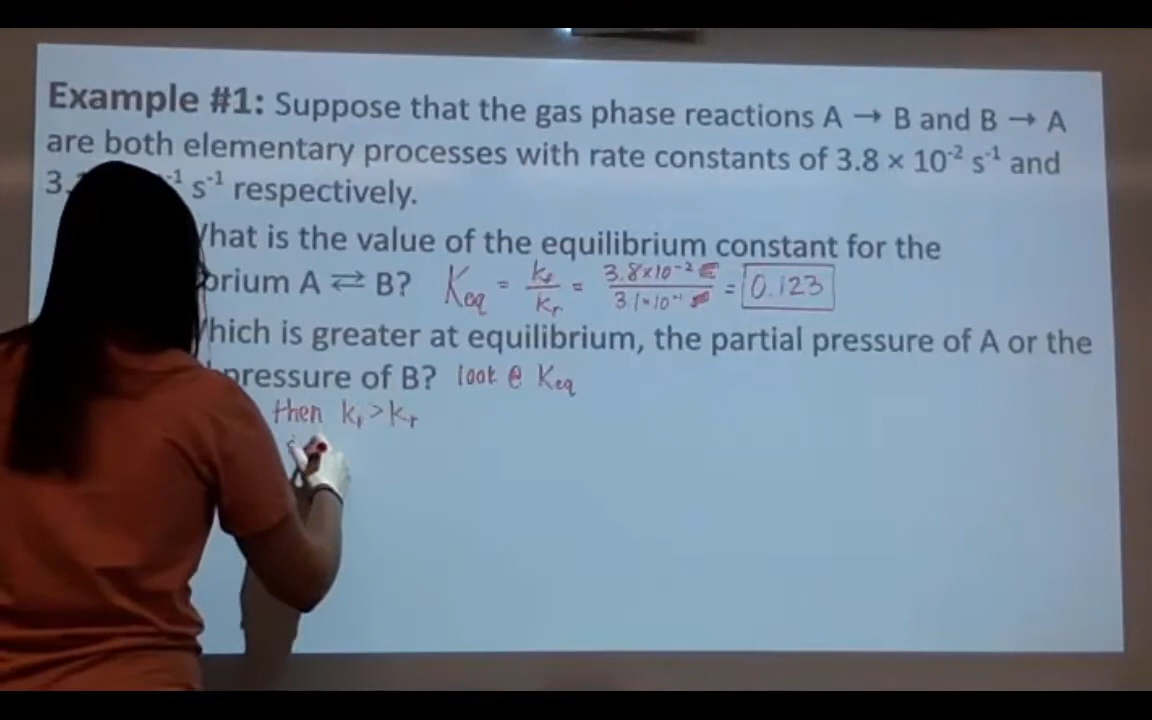 Example #1: Suppose that the gas phase reactions A → B and B → A
are both elementary processes with rate constants of 3.8 × 10⁻² s⁻¹ and
3. ⁻¹ s⁻¹ respectively.
hat is the value of the equilibrium constant for the
brium A ⇄ B? Keq = kf/kr = 3.8×10⁻²/3.1×10⁻¹ = 0.123
hich is greater at equilibrium, the partial pressure of A or the
pressure of B? look @ Keq
then kf > kr